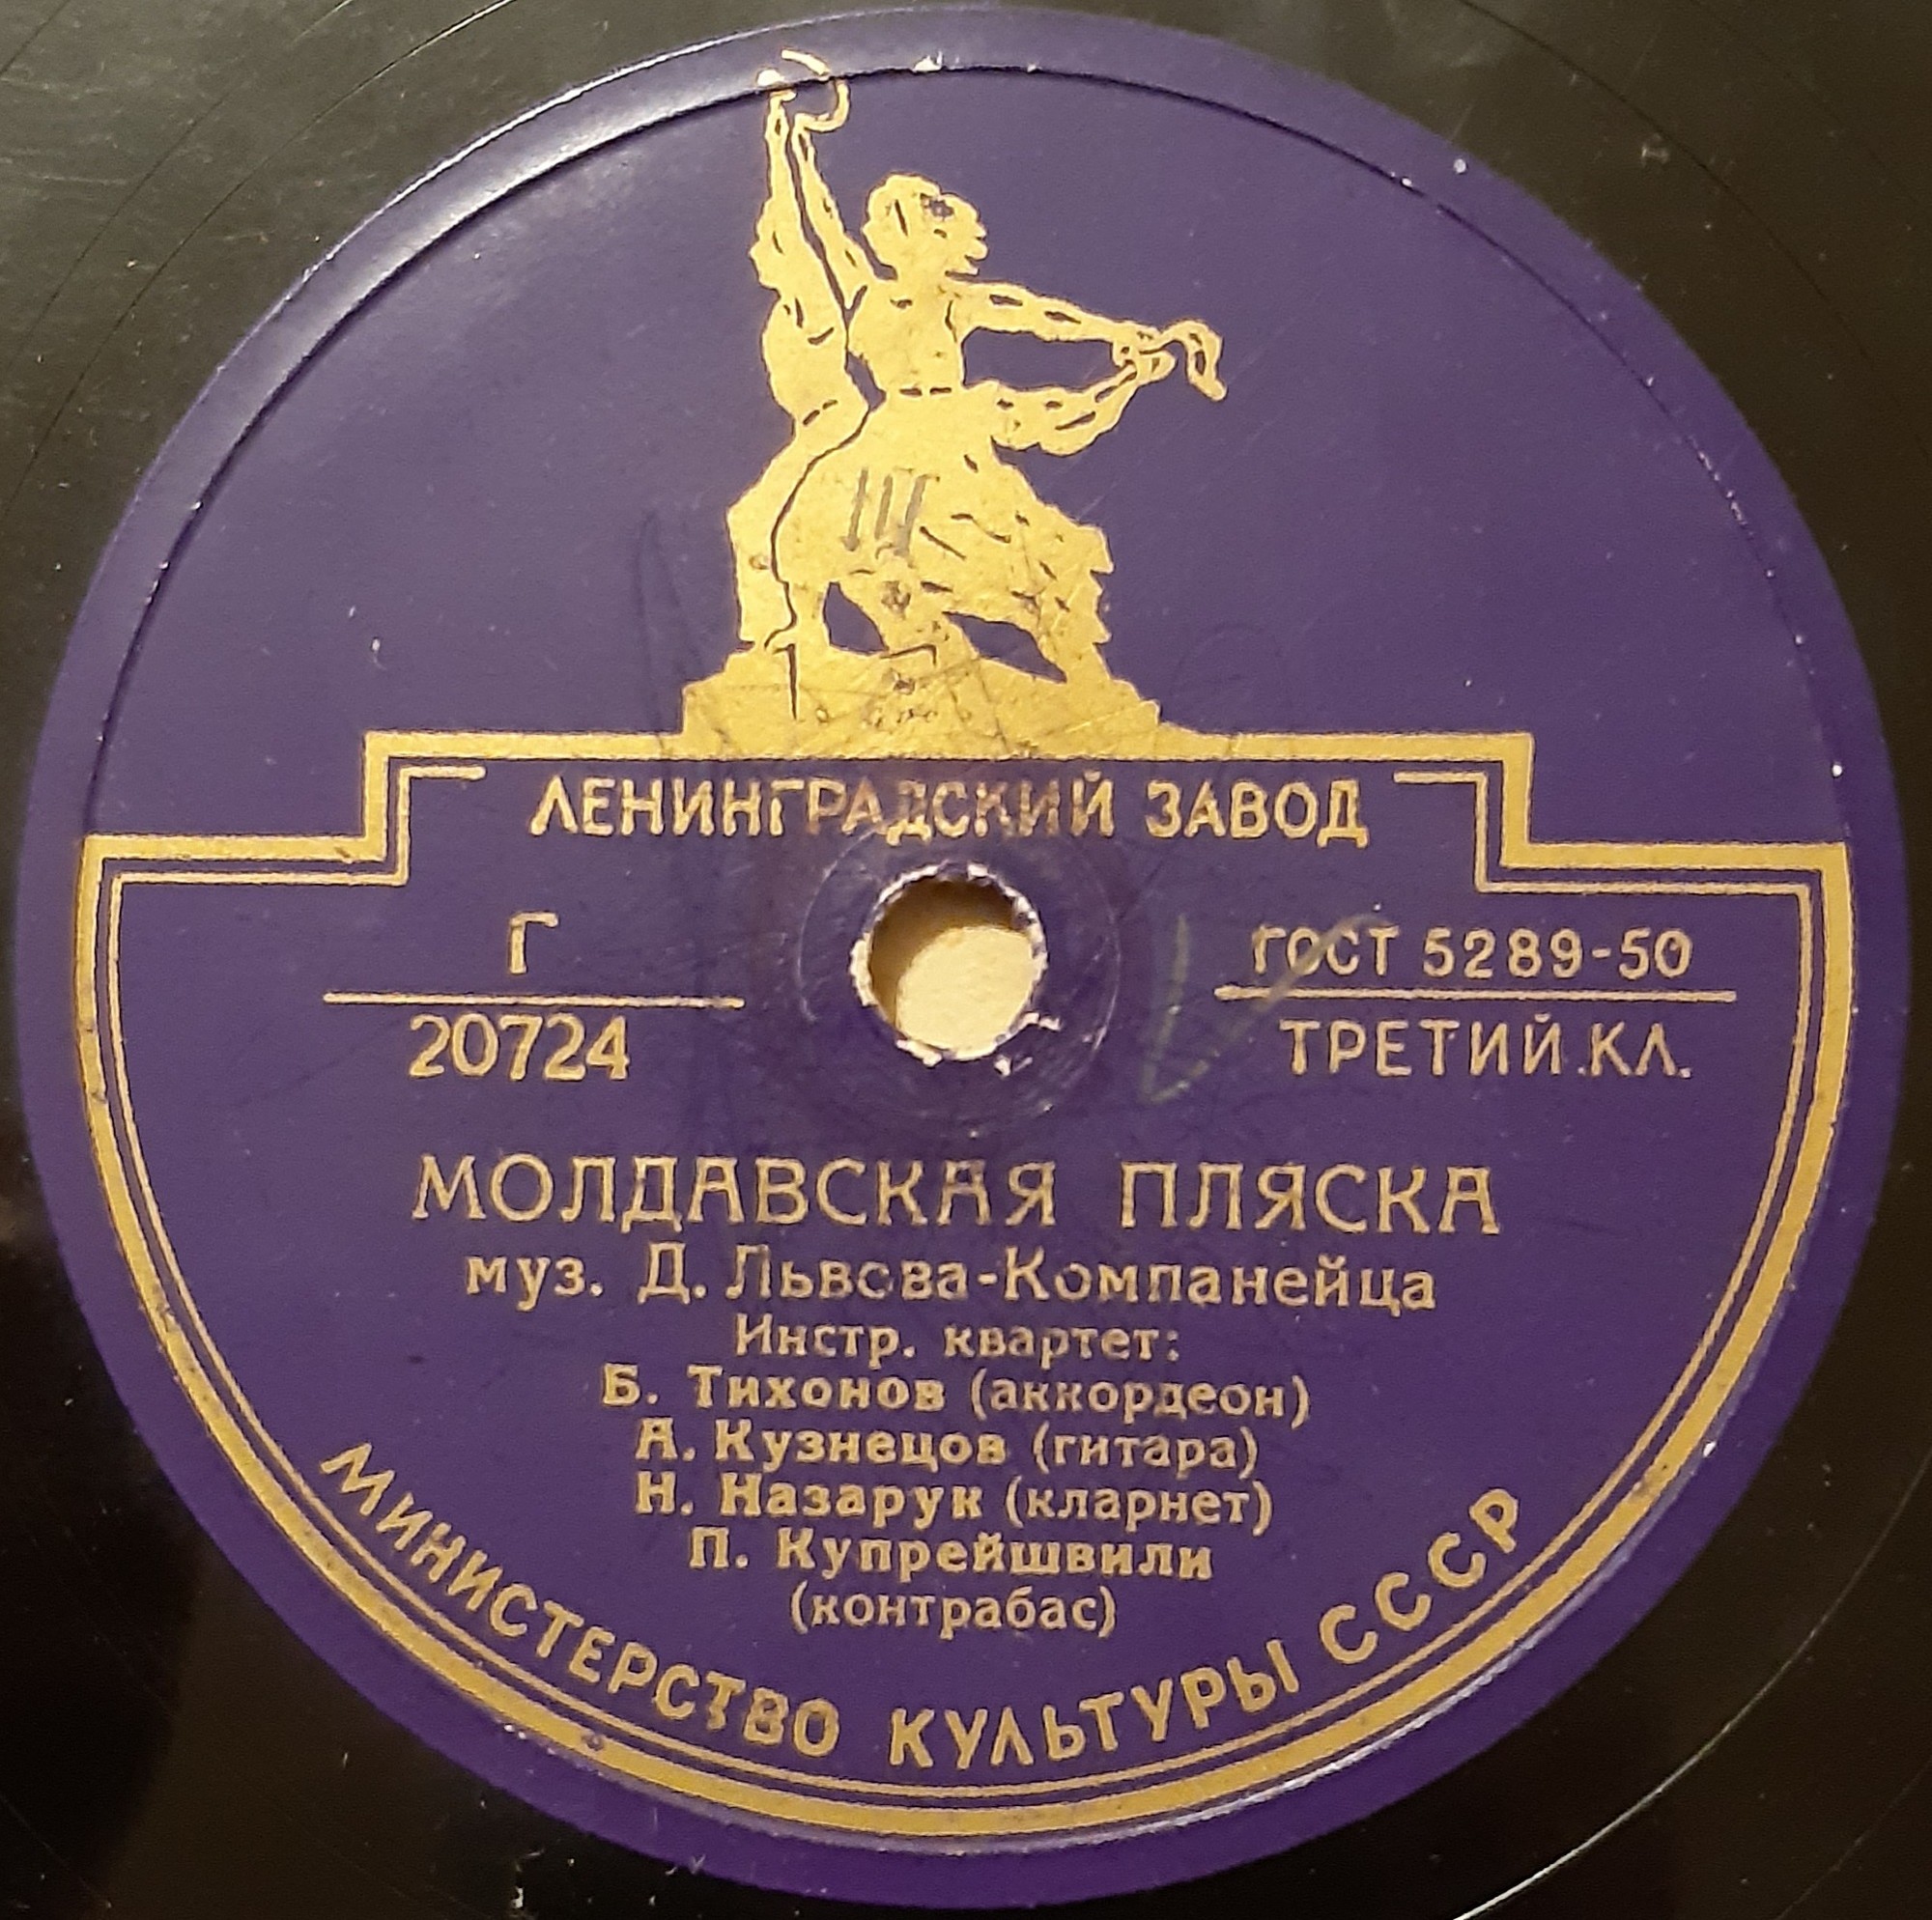 ЛЕНИНГРАДСКИЙ ЗАВОД
Г
20724
ГОСТ 5289-50
ТРЕТИЙ КЛ.
МОЛДАВСКАЯ ПЛЯСКА
муз. Д. Львова-Компанейца
Инстр. квартет:
Б. Тихонов (аккордеон)
А. Кузнецов (гитара)
Н. Назарук (кларнет)
П. Купрейшвили
(контрабас)
МИНИСТЕРСТВО КУЛЬТУРЫ СССР